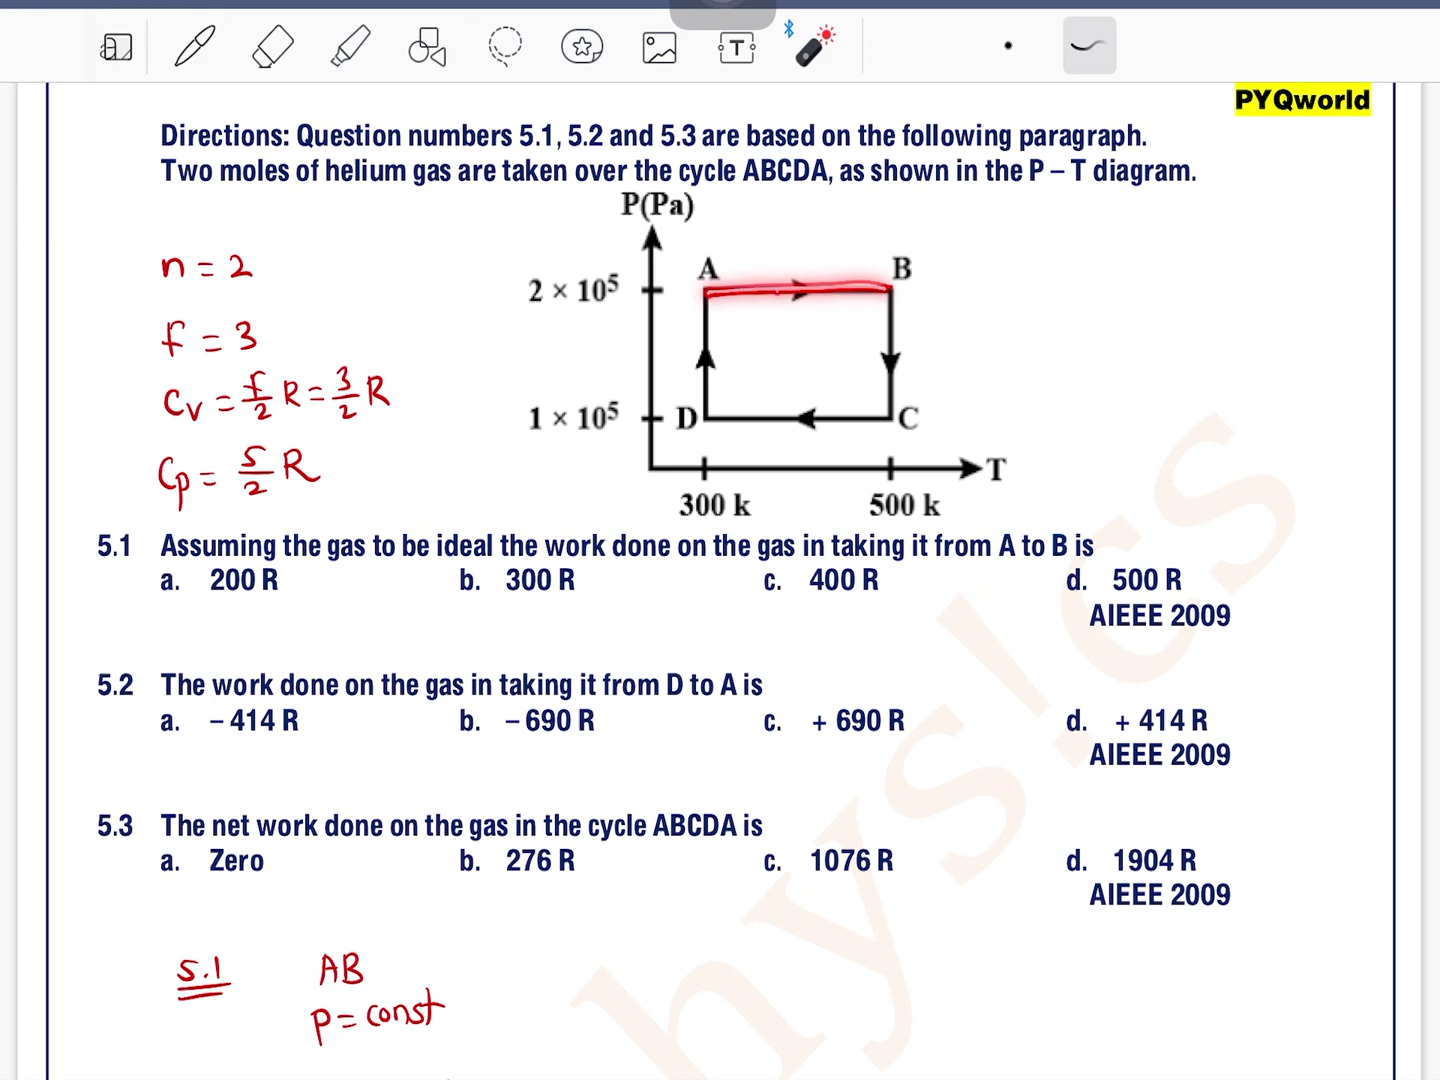 PYQworld
Directions: Question numbers 5.1, 5.2 and 5.3 are based on the following paragraph.
Two moles of helium gas are taken over the cycle ABCDA, as shown in the P – T diagram.
P(Pa)
n = 2
A
B
2 × 10⁵
f = 3
Cv = f/2 R = 3/2 R
1 × 10⁵
D
C
Cp = 5/2 R
T
300 k
500 k
5.1 Assuming the gas to be ideal the work done on the gas in taking it from A to B is
a. 200 R b. 300 R c. 400 R d. 500 R
AIEEE 2009
5.2 The work done on the gas in taking it from D to A is
a. – 414 R b. – 690 R c. + 690 R d. + 414 R
AIEEE 2009
5.3 The net work done on the gas in the cycle ABCDA is
a. Zero b. 276 R c. 1076 R d. 1904 R
AIEEE 2009
5.1 AB
P = const
hys!cs